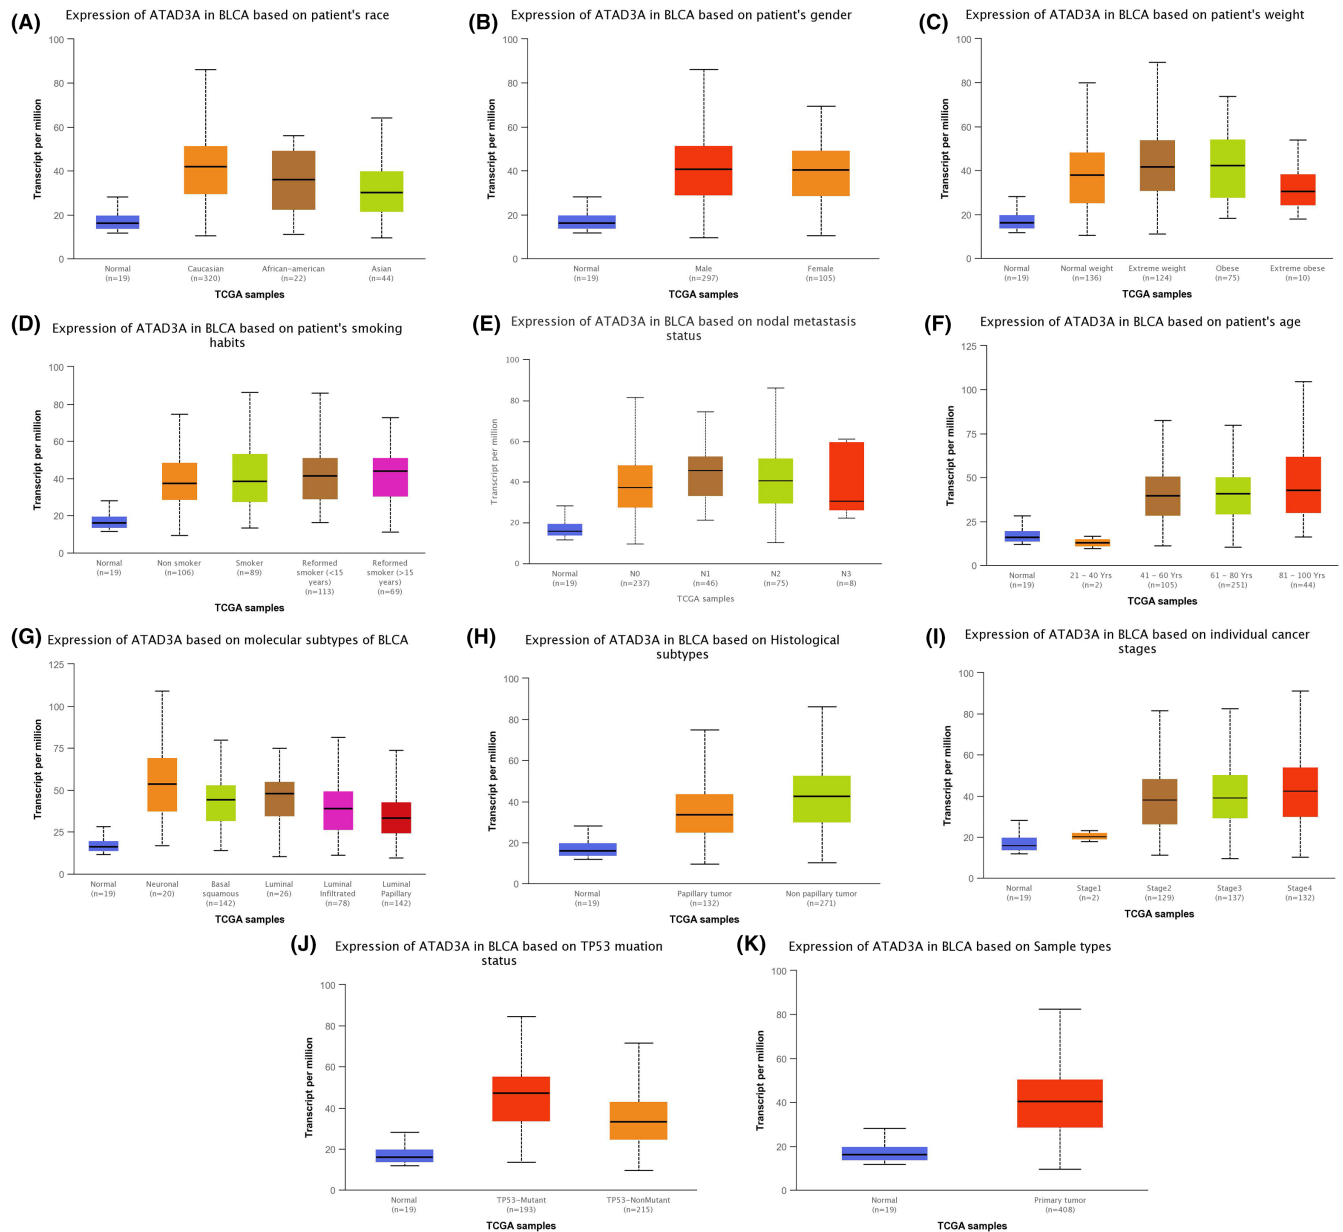 (A) Expression of ATAD3A in BLCA based on patient's race
Transcript per million
100
80
60
40
20
0
Normal (n=19)
Caucasian (n=320)
African-american (n=22)
Asian (n=44)
TCGA samples
(B) Expression of ATAD3A in BLCA based on patient's gender
Transcript per million
100
80
60
40
20
0
Normal (n=19)
Male (n=297)
Female (n=105)
TCGA samples
(C) Expression of ATAD3A in BLCA based on patient's weight
Transcript per million
100
80
60
40
20
0
Normal (n=19)
Normal weight (n=136)
Extreme weight (n=124)
Obese (n=75)
Extreme obese (n=10)
TCGA samples
(D) Expression of ATAD3A in BLCA based on patient's smoking
habits
Transcript per million
100
80
60
40
20
0
Normal (n=19)
Non smoker (n=106)
Smoker (n=89)
Reformed smoker (<15 years) (n=113)
Reformed smoker (>15 years) (n=69)
TCGA samples
(E) Expression of ATAD3A in BLCA based on nodal metastasis
status
Transcript per million
100
80
60
40
20
0
Normal (n=19)
N0 (n=237)
N1 (n=46)
N2 (n=75)
N3 (n=8)
TCGA samples
(F) Expression of ATAD3A in BLCA based on patient's age
Transcript per million
125
100
75
50
25
0
Normal (n=19)
21 - 40 Yrs (n=2)
41 - 60 Yrs (n=105)
61 - 80 Yrs (n=251)
81 - 100 Yrs (n=44)
TCGA samples
(G) Expression of ATAD3A based on molecular subtypes of BLCA
Transcript per million
125
100
75
50
25
0
Normal (n=19)
Neuronal (n=20)
Basal squamous (n=142)
Luminal (n=26)
Luminal Infiltrated (n=78)
Luminal Papillary (n=142)
TCGA samples
(H) Expression of ATAD3A in BLCA based on Histological
subtypes
Transcript per million
100
80
60
40
20
0
Normal (n=19)
Papillary tumor (n=132)
Non papillary tumor (n=271)
TCGA samples
(I) Expression of ATAD3A in BLCA based on individual cancer
stages
Transcript per million
100
80
60
40
20
0
Normal (n=19)
Stage1 (n=2)
Stage2 (n=129)
Stage3 (n=137)
Stage4 (n=132)
TCGA samples
(J) Expression of ATAD3A in BLCA based on TP53 muation
status
Transcript per million
100
80
60
40
20
0
Normal (n=19)
TP53-Mutant (n=193)
TP53-NonMutant (n=215)
TCGA samples
(K) Expression of ATAD3A in BLCA based on Sample types
Transcript per million
100
80
60
40
20
0
Normal (n=19)
Primary tumor (n=408)
TCGA samples